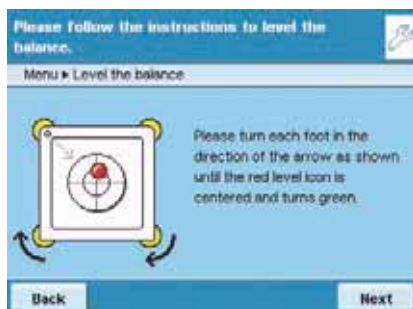 Please follow the instructions to level the
balance.
Menu ▸ Level the balance
Please turn each foot in the
direction of the arrow as shown
until the red level icon is
centered and turns green.
Back
Next